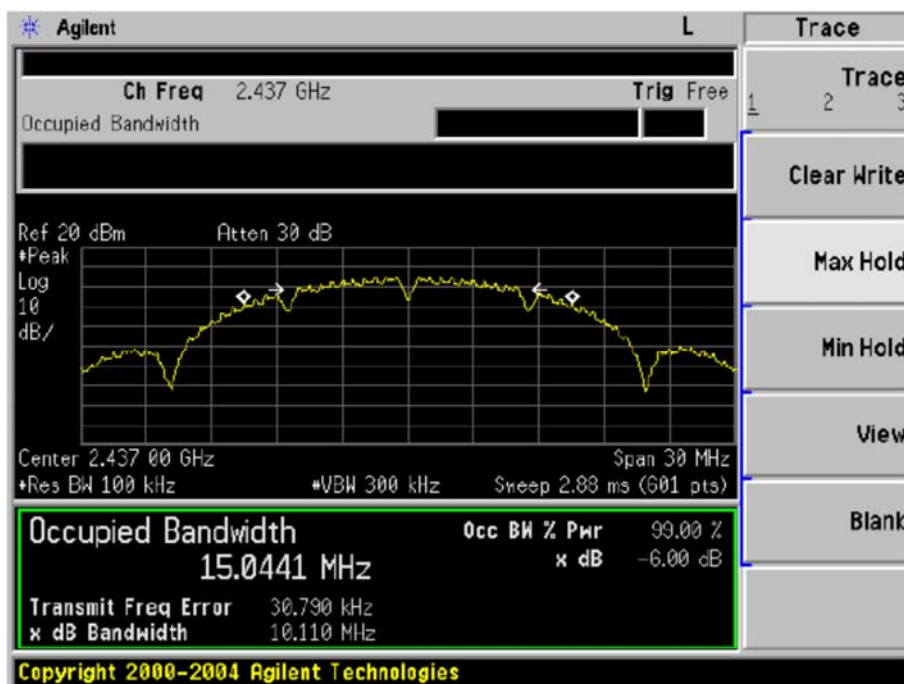 Agilent L Trace
Ch Freq 2.437 GHz Trig Free
Occupied Bandwidth
Trace
1 2 3
Clear Write
Max Hold
Min Hold
View
Blank
Ref 20 dBm Atten 30 dB
#Peak
Log
10
dB/
Center 2.437 00 GHz Span 30 MHz
#Res BW 100 kHz #VBW 300 kHz Sweep 2.88 ms (601 pts)
Occupied Bandwidth
15.0441 MHz
Occ BW % Pwr 99.00 %
x dB -6.00 dB
Transmit Freq Error 30.790 kHz
x dB Bandwidth 10.110 MHz
Copyright 2000-2004 Agilent Technologies